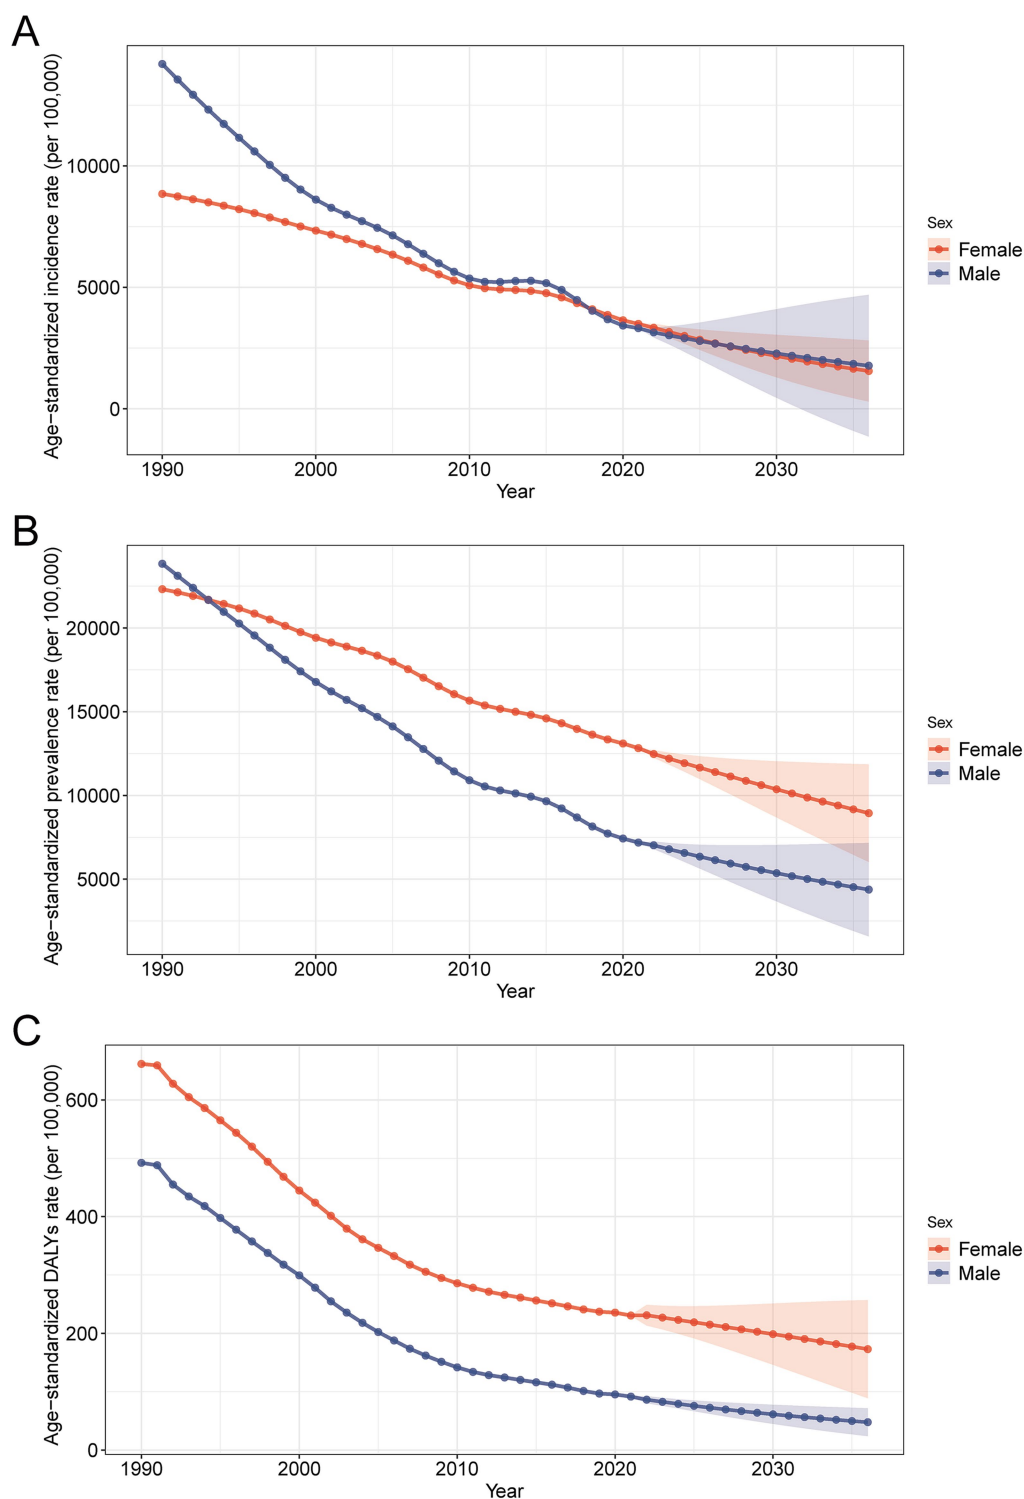 A
Age−standardized incidence rate (per 100,000)
10000
5000
0
1990 2000 2010 2020 2030
Year
Sex
Female
Male
B
Age−standardized prevalence rate (per 100,000)
20000
15000
10000
5000
1990 2000 2010 2020 2030
Year
Sex
Female
Male
C
Age−standardized DALYs rate (per 100,000)
600
400
200
0
1990 2000 2010 2020 2030
Year
Sex
Female
Male